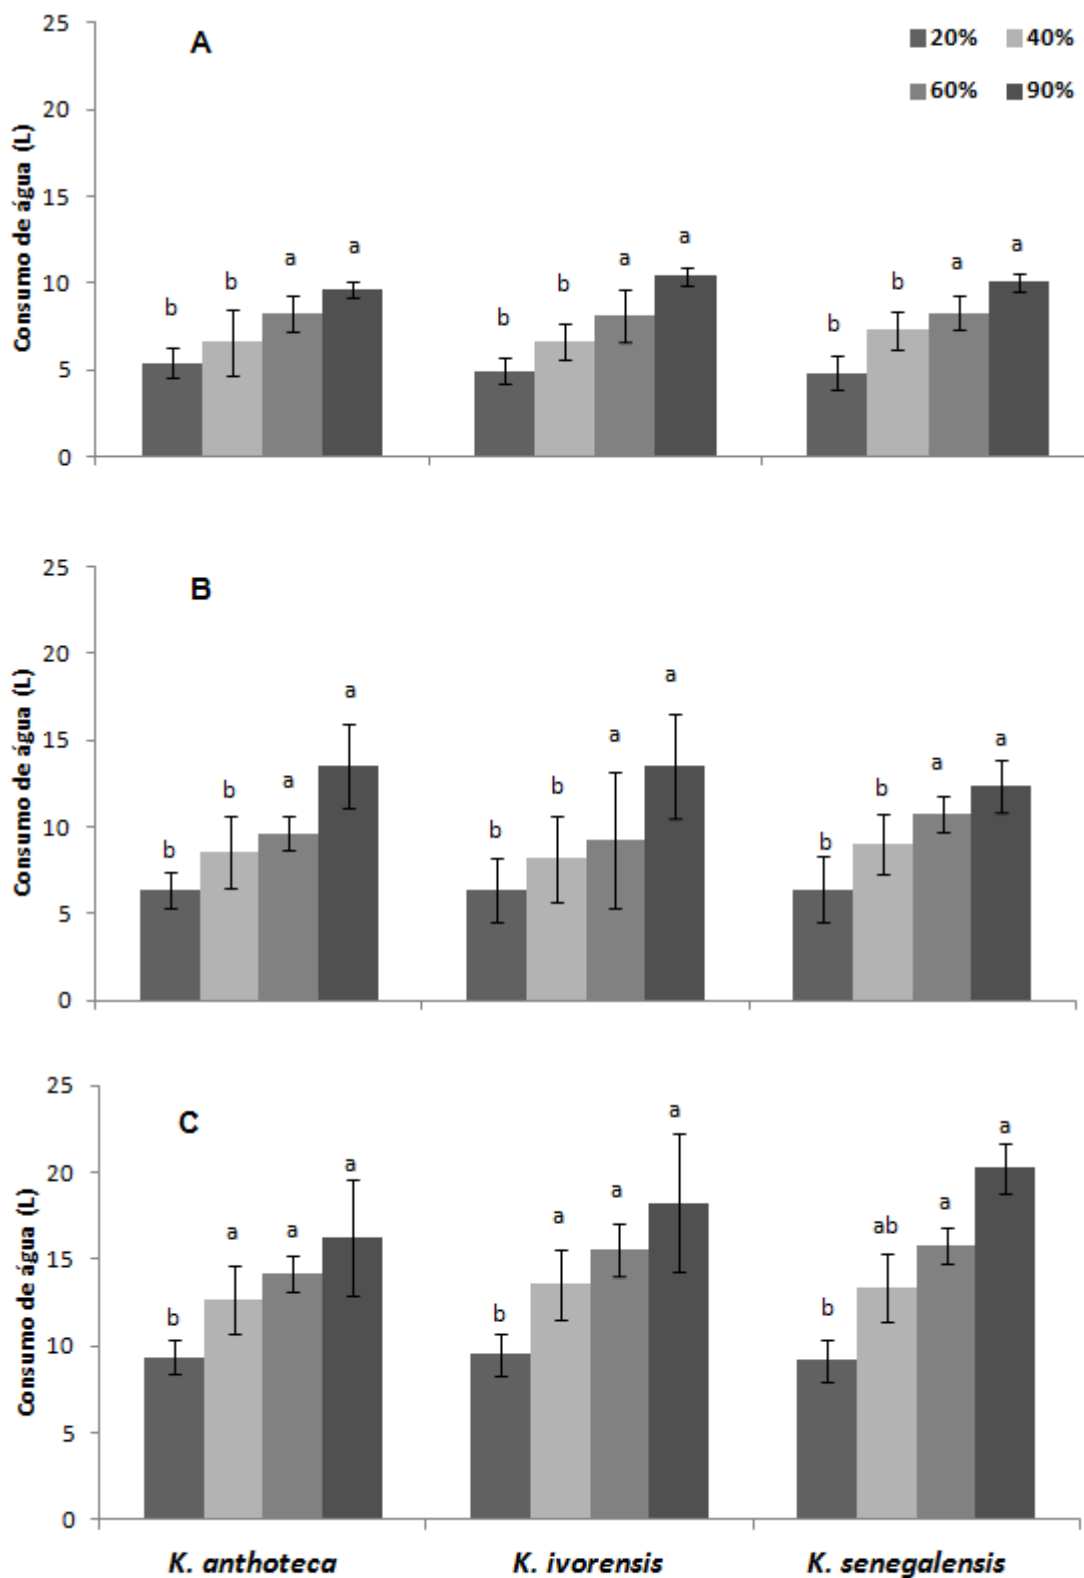 25
A
20% 40%
60% 90%
20
15
10
5
0
Consumo de água (L)
b b a a
b b a a
b b a a
25
B
20
15
10
5
0
Consumo de água (L)
b b a a
b b a a
b b a a
25
C
20
15
10
5
0
Consumo de água (L)
b a a a
b a a a
b ab a a
K. anthoteca K. ivorensis K. senegalensis